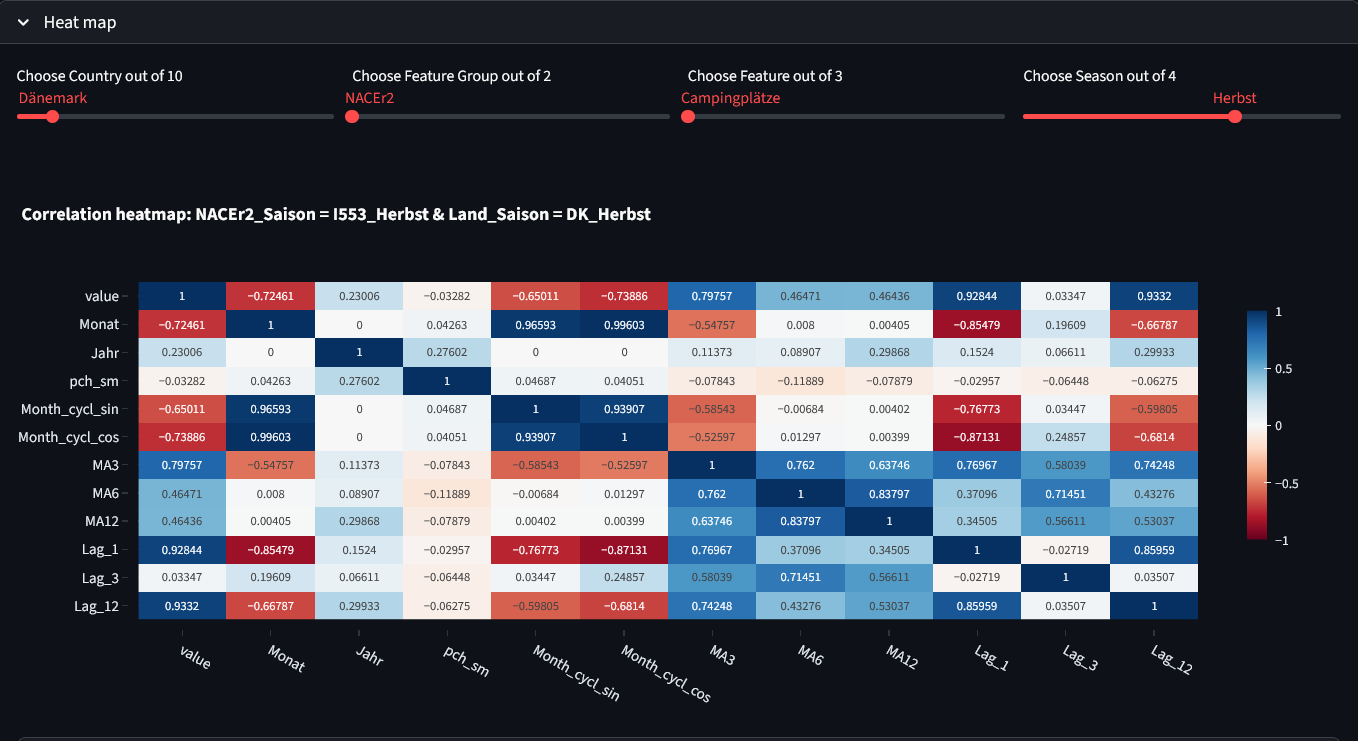 Heat map
Choose Country out of 10 Choose Feature Group out of 2 Choose Feature out of 3 Choose Season out of 4
Dänemark NACEr2 Campingplätze Herbst
Correlation heatmap: NACEr2_Saison = I553_Herbst & Land_Saison = DK_Herbst
value 1 −0.72461 0.23006 −0.03282 −0.65011 −0.73886 0.79757 0.46471 0.46436 0.92844 0.03347 0.9332
Monat −0.72461 1 0 0.04263 0.96593 0.99603 −0.54757 0.008 0.00405 −0.85479 0.19609 −0.66787
Jahr 0.23006 0 1 0.27602 0 0 0.11373 0.08907 0.29868 0.1524 0.06611 0.29933
pch_sm −0.03282 0.04263 0.27602 1 0.04687 0.04051 −0.07843 −0.11889 −0.07879 −0.02957 −0.06448 −0.06275
Month_cycl_sin −0.65011 0.96593 0 0.04687 1 0.93907 −0.58543 −0.00684 0.00402 −0.76773 0.03447 −0.59805
Month_cycl_cos −0.73886 0.99603 0 0.04051 0.93907 1 −0.52597 0.01297 0.00399 −0.87131 0.24857 −0.6814
MA3 0.79757 −0.54757 0.11373 −0.07843 −0.58543 −0.52597 1 0.762 0.63746 0.76967 0.58039 0.74248
MA6 0.46471 0.008 0.08907 −0.11889 −0.00684 0.01297 0.762 1 0.83797 0.37096 0.71451 0.43276
MA12 0.46436 0.00405 0.29868 −0.07879 0.00402 0.00399 0.63746 0.83797 1 0.34505 0.56611 0.53037
Lag_1 0.92844 −0.85479 0.1524 −0.02957 −0.76773 −0.87131 0.76967 0.37096 0.34505 1 −0.02719 0.85959
Lag_3 0.03347 0.19609 0.06611 −0.06448 0.03447 0.24857 0.58039 0.71451 0.56611 −0.02719 1 0.03507
Lag_12 0.9332 −0.66787 0.29933 −0.06275 −0.59805 −0.6814 0.74248 0.43276 0.53037 0.85959 0.03507 1
value Monat Jahr pch_sm Month_cycl_sin Month_cycl_cos MA3 MA6 MA12 Lag_1 Lag_3 Lag_12
1
0.5
0
−0.5
−1